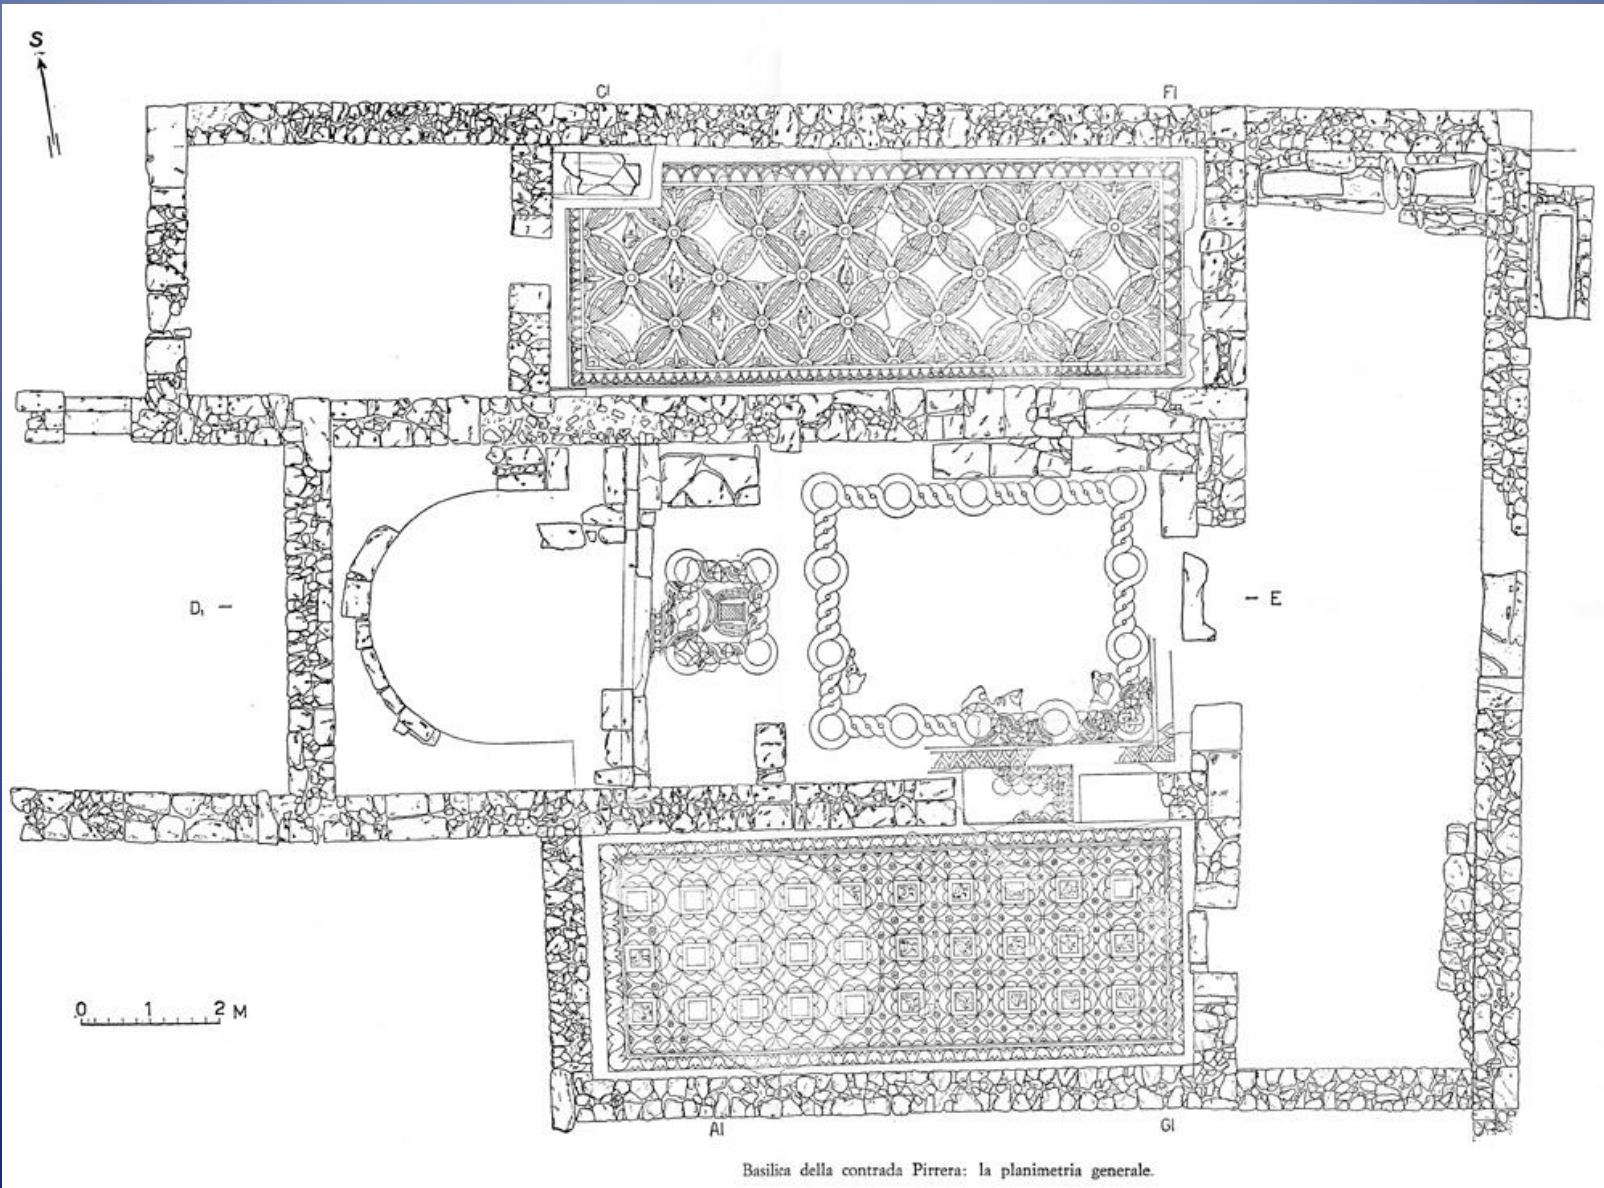 S
C1
F1
D₁ –
– E
0 1 2 M
A1
G1
Basilica della contrada Pirrera: la planimetria generale.